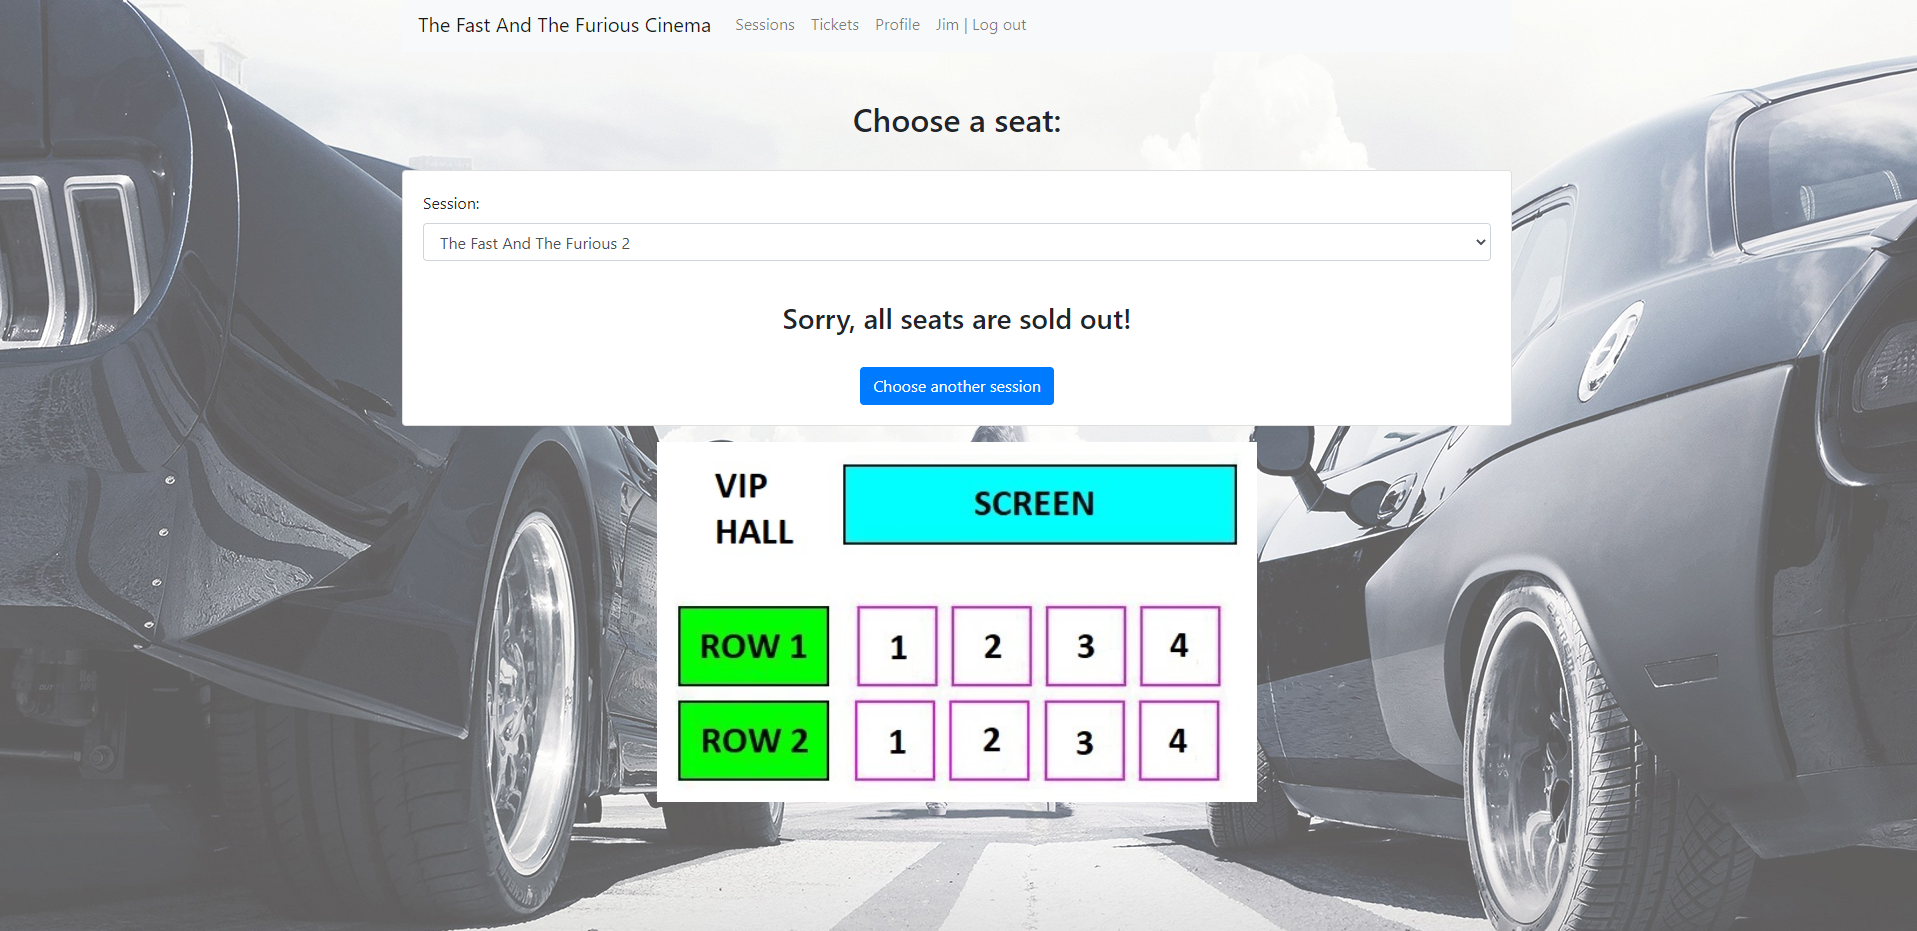 The Fast And The Furious Cinema Sessions Tickets Profile Jim | Log out
Choose a seat:
Session:
The Fast And The Furious 2
Sorry, all seats are sold out!
Choose another session
VIP
HALL
SCREEN
ROW 1 1 2 3 4
ROW 2 1 2 3 4